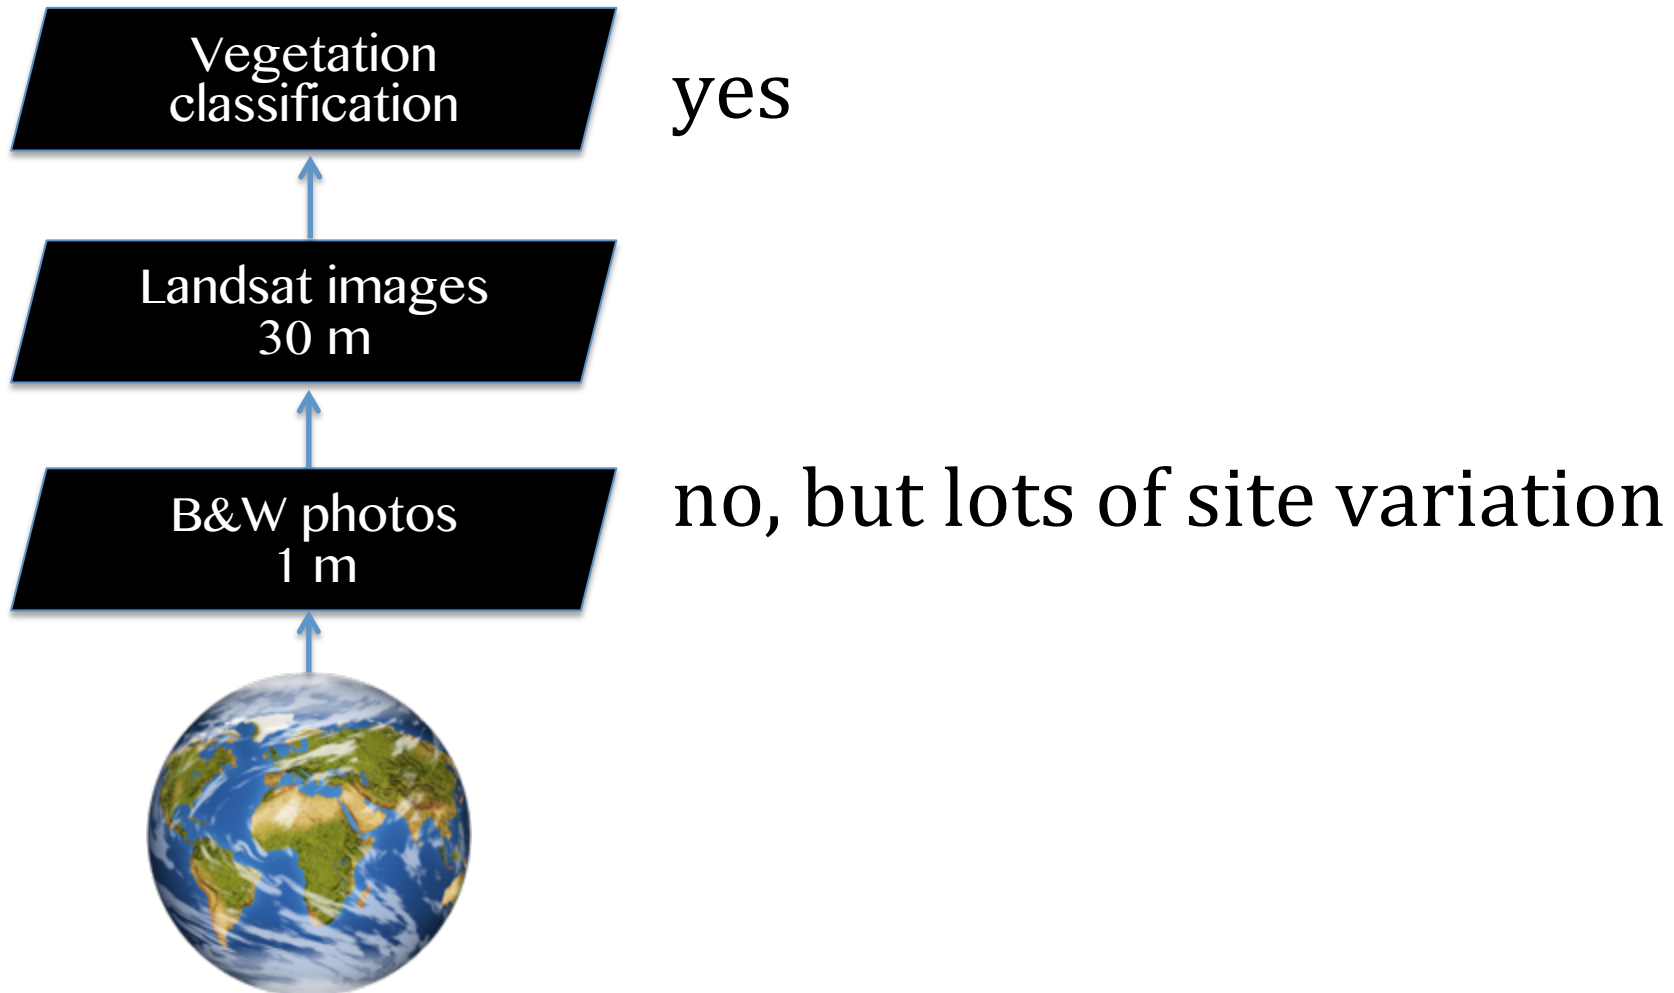 Vegetation
classification
yes
Landsat images
30 m
B&W photos
1 m
no, but lots of site variation